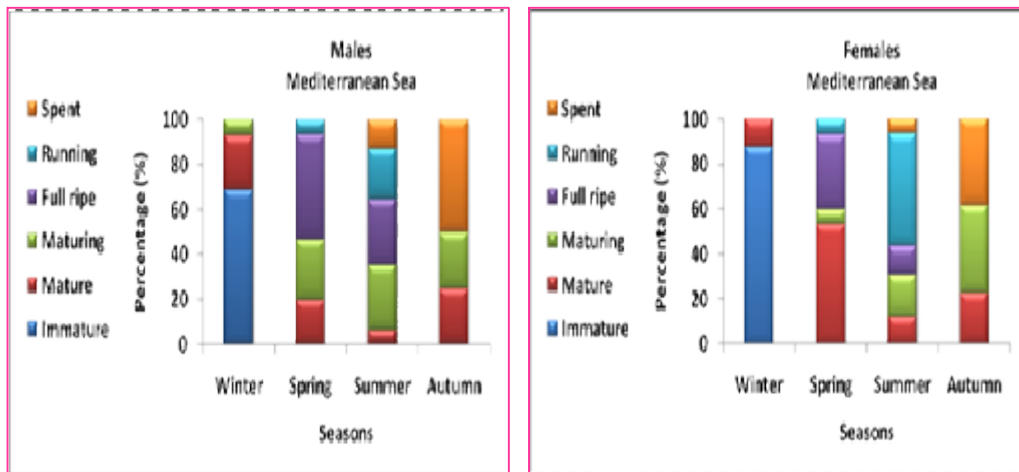 Males
Mediterranean Sea
Spent
Running
Full ripe
Maturing
Mature
Immature
Percentage (%)
100
80
60
40
20
0
Winter Spring Summer Autumn
Seasons
Females
Mediterranean Sea
Spent
Running
Full ripe
Maturing
Mature
Immature
Percentage (%)
100
80
60
40
20
0
Winter Spring Summer Autumn
Seasons